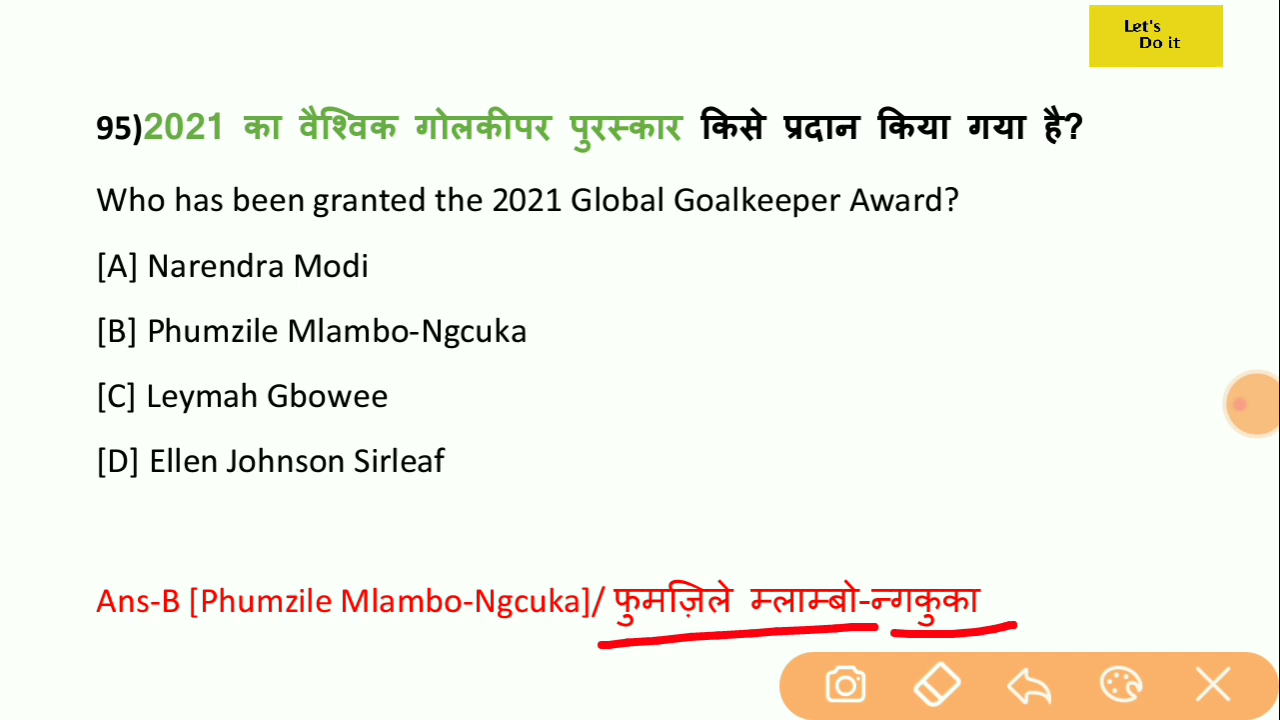 Let's
Do it
95)2021 का वैश्विक गोलकीपर पुरस्कार किसे प्रदान किया गया है?
Who has been granted the 2021 Global Goalkeeper Award?
[A] Narendra Modi
[B] Phumzile Mlambo-Ngcuka
[C] Leymah Gbowee
[D] Ellen Johnson Sirleaf
Ans-B [Phumzile Mlambo-Ngcuka]/ फुमज़िले म्लाम्बो-न्गकुका